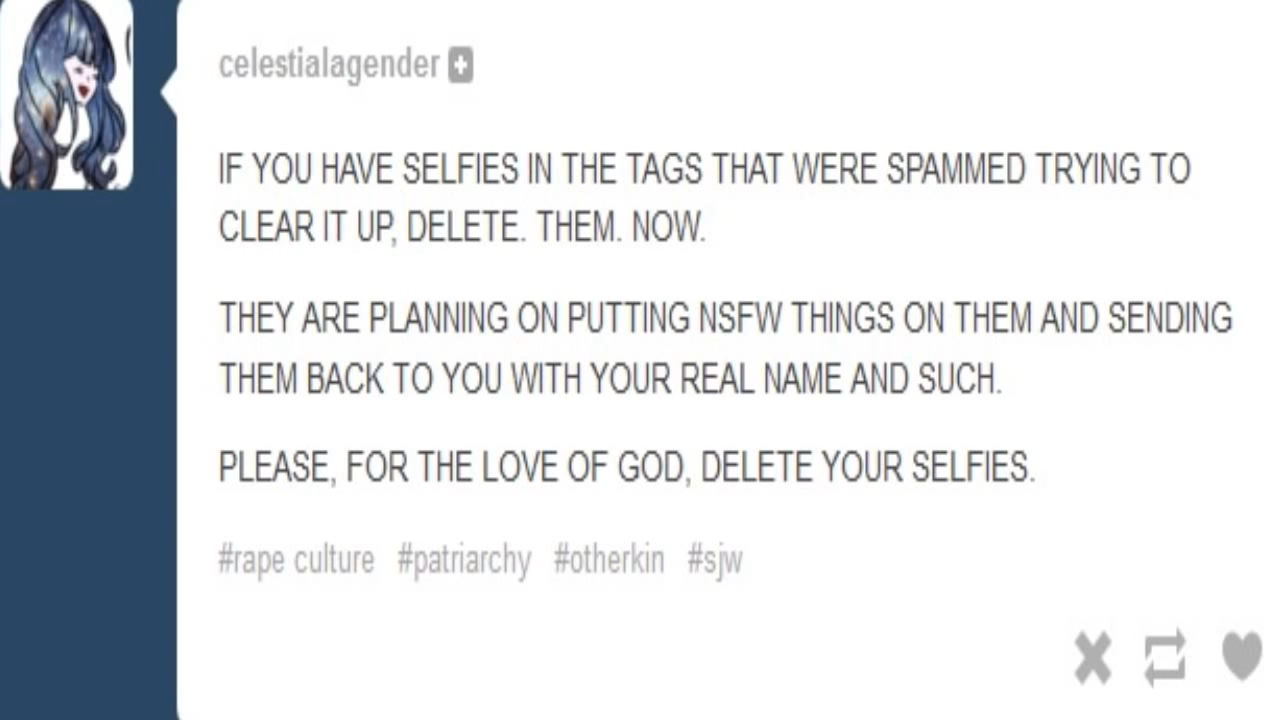 celestialagender
IF YOU HAVE SELFIES IN THE TAGS THAT WERE SPAMMED TRYING TO
CLEAR IT UP, DELETE. THEM. NOW.
THEY ARE PLANNING ON PUTTING NSFW THINGS ON THEM AND SENDING
THEM BACK TO YOU WITH YOUR REAL NAME AND SUCH.
PLEASE, FOR THE LOVE OF GOD, DELETE YOUR SELFIES.
#rape culture #patriarchy #otherkin #sjw